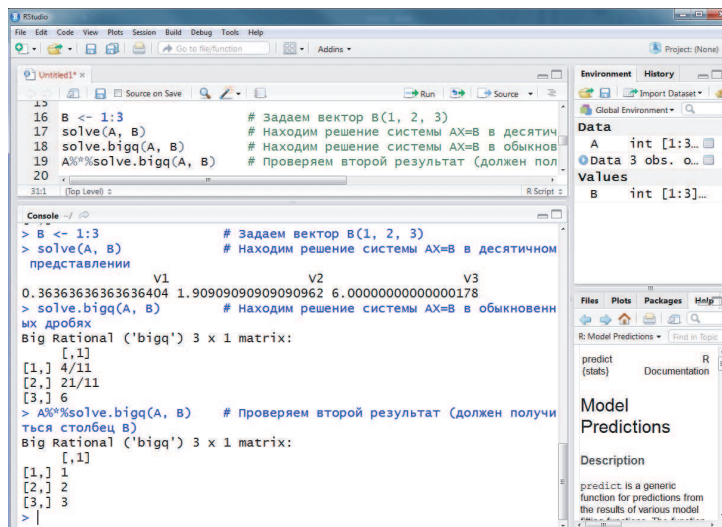 RStudio
File Edit Code View Plots Session Build Debug Tools Help
Go to file/function
Addins
Project: (None)
Untitled1*
Source on Save
Run
Source
15
16 B <- 1:3 # Задаем вектор B(1, 2, 3)
17 solve(A, B) # Находим решение системы AX=B в десятич
18 solve.bigq(A, B) # Находим решение системы AX=B в обыкнов
19 A%*%solve.bigq(A, B) # Проверяем второй результат (должен пол
20
31:1 (Top Level) R Script
Console ~/
> B <- 1:3 # Задаем вектор B(1, 2, 3)
> solve(A, B) # Находим решение системы AX=B в десятичном
представлении
V1 V2 V3
0.36363636363636404 1.90909090909090962 6.00000000000000178
> solve.bigq(A, B) # Находим решение системы AX=B в обыкновенн
ых дробях
Big Rational ('bigq') 3 x 1 matrix:
[,1]
[1,] 4/11
[2,] 21/11
[3,] 6
> A%*%solve.bigq(A, B) # Проверяем второй результат (должен получи
ться столбец B)
Big Rational ('bigq') 3 x 1 matrix:
[,1]
[1,] 1
[2,] 2
[3,] 3
>
Environment History
Import Dataset
Global Environment
Data
A int [1:3…
Data 3 obs. o…
Values
B int [1:3]…
Files Plots Packages Help
R: Model Predictions Find in Topic
predict R
{stats} Documentation
Model
Predictions
Description
predict is a generic
function for predictions from
the results of various model